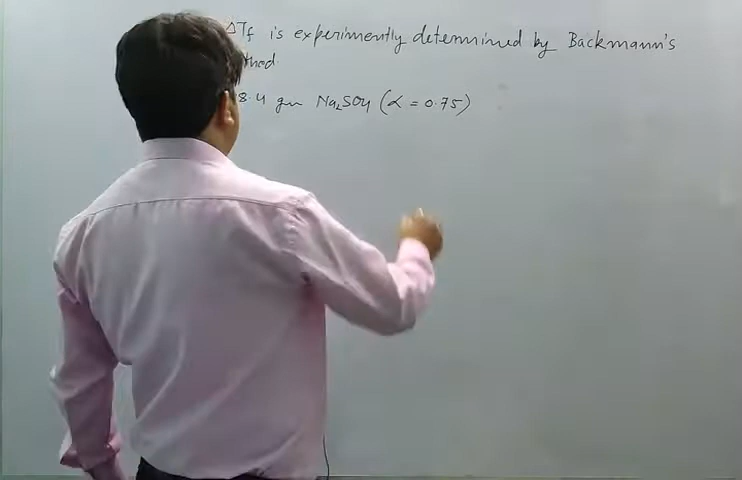 ΔTf is experimently determined by Backmann's
thod
8.4 gm Na2SO4 (α = 0.75)